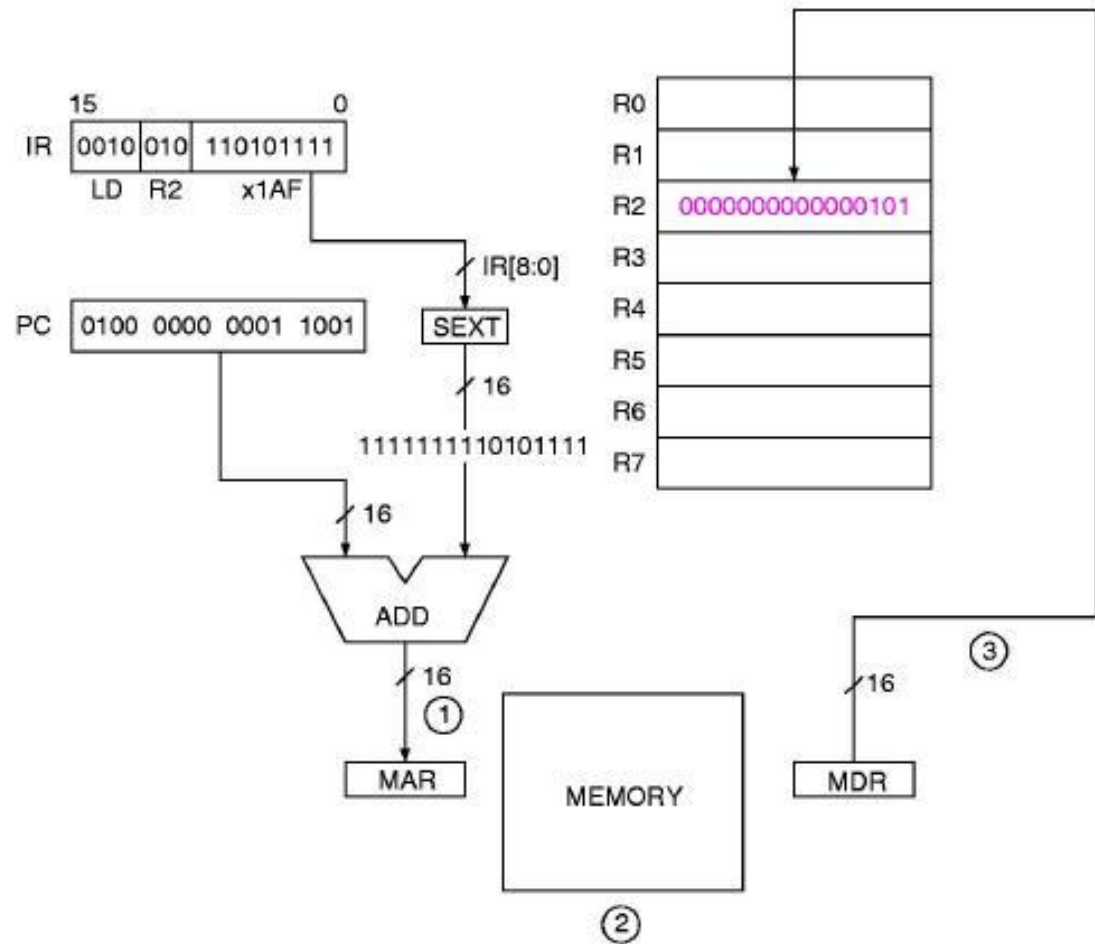 15 0
IR 0010 010 110101111
LD R2 x1AF
IR[8:0]
PC 0100 0000 0001 1001
SEXT
16
1111111110101111
16
ADD
16
1
MAR
MEMORY
2
MDR
16
3
R0
R1
R2 0000000000000101
R3
R4
R5
R6
R7